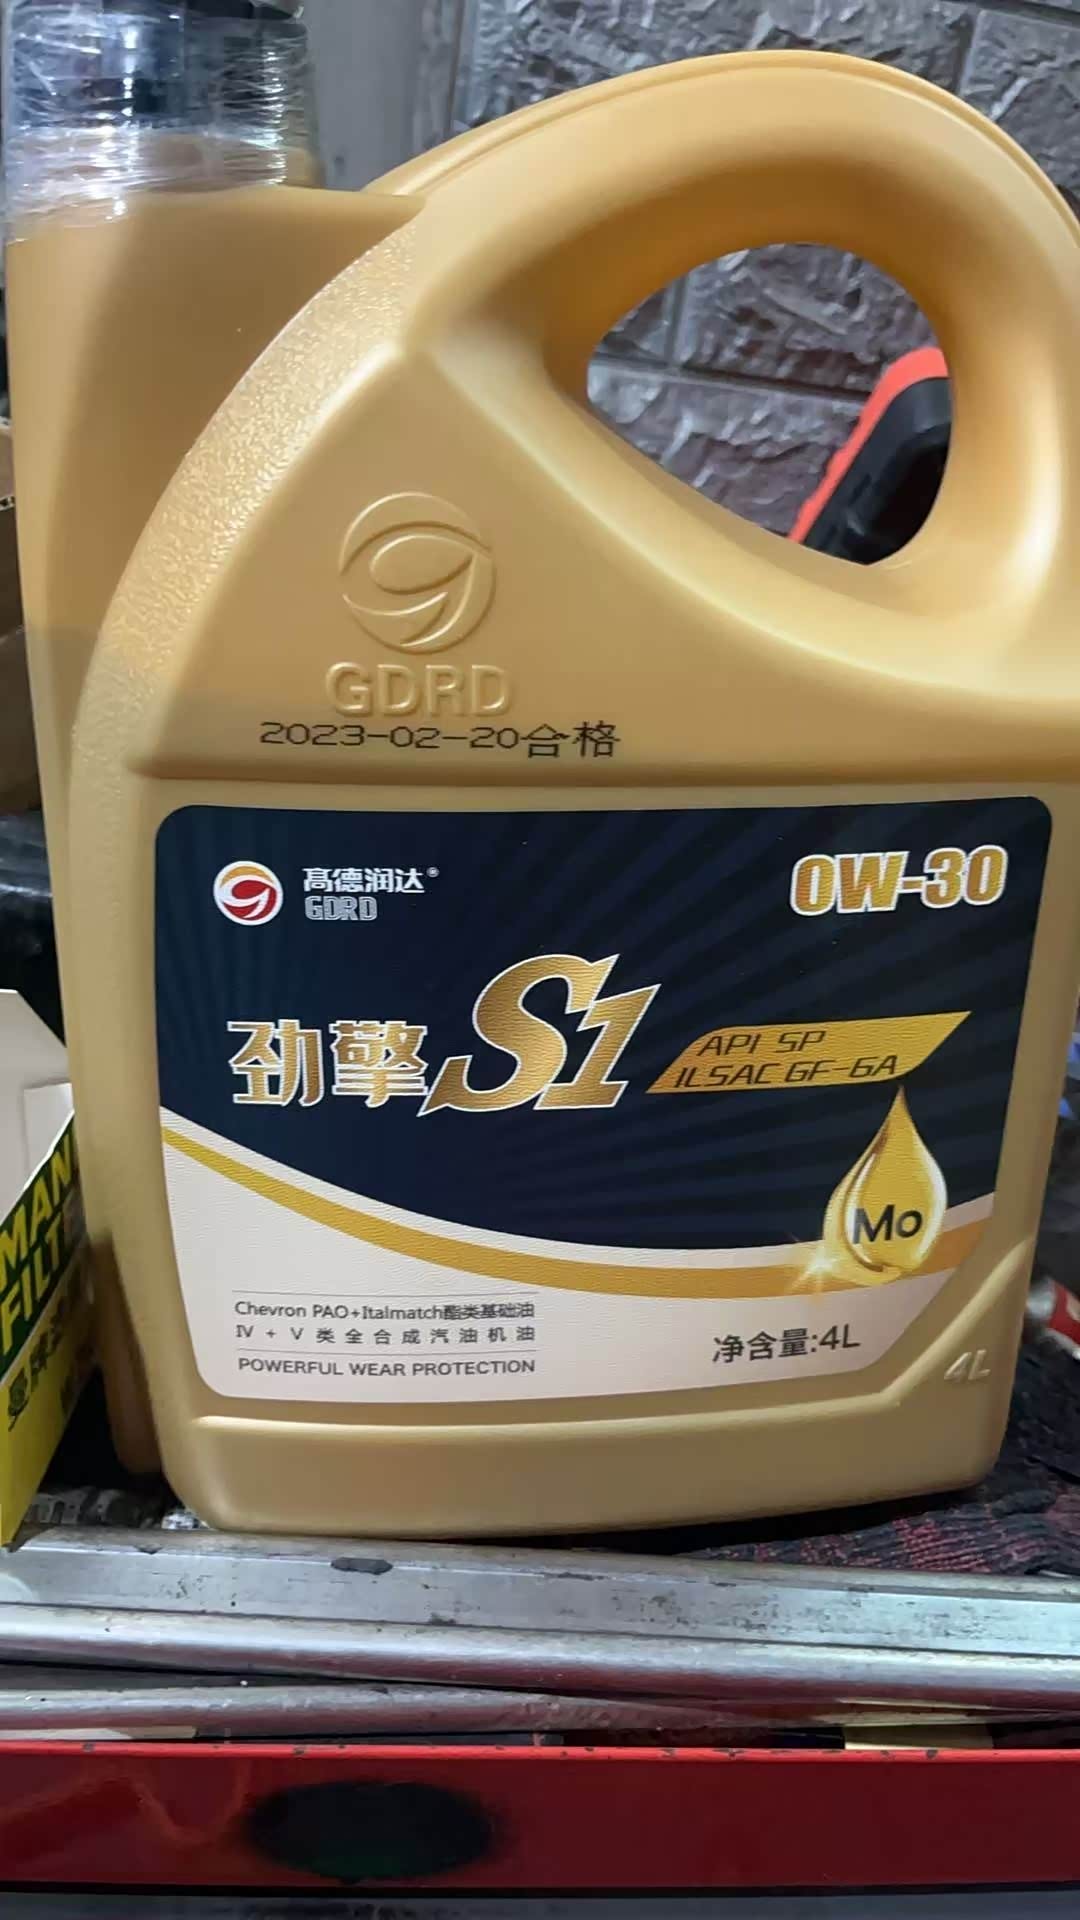 GDRD
2023-02-20合格
高德润达®
GDRD
0W-30
劲擎S1
API SP
ILSAC GF-6A
Mo
Chevron PAO+Italmatch酯类基础油
IV + V 类全合成汽油机油
POWERFUL WEAR PROTECTION
净含量:4L
4L
MANN
FILT